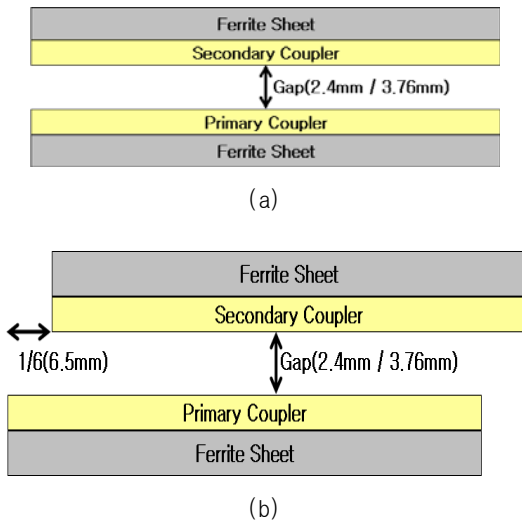 Ferrite Sheet
Secondary Coupler
Gap(2.4mm / 3.76mm)
Primary Coupler
Ferrite Sheet
(a)
Ferrite Sheet
Secondary Coupler
1/6(6.5mm)
Gap(2.4mm / 3.76mm)
Primary Coupler
Ferrite Sheet
(b)